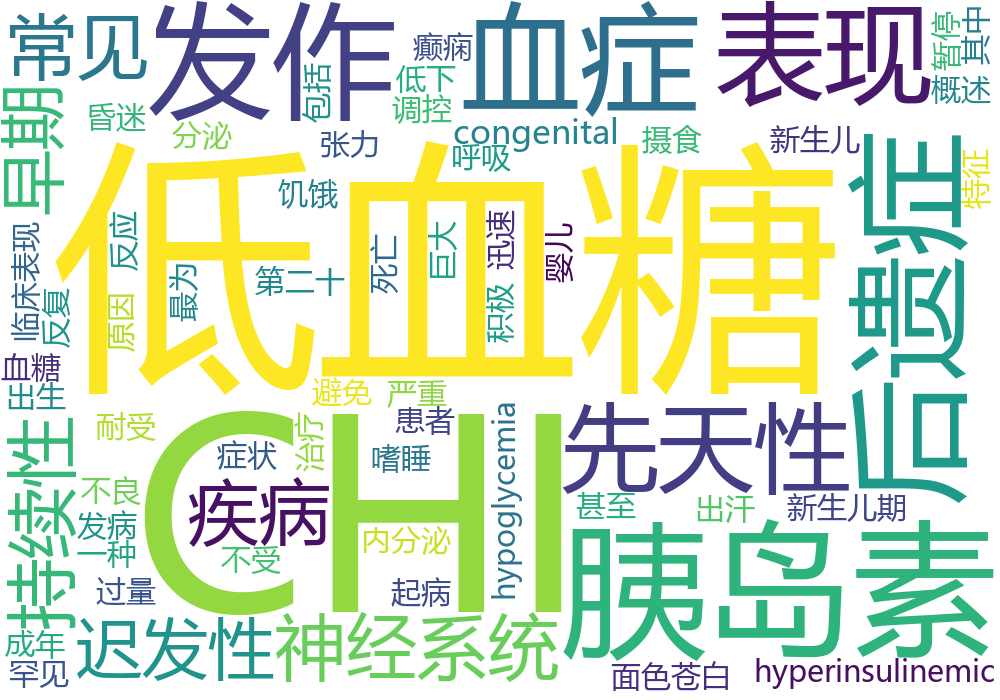 常见
发作
癫痫
血症
表现
暂停
其中
概述
早期
昏迷
包括
低下
调控
分泌
张力
congenital
呼吸
摄食
新生儿
低血糖
后遗症
特征
饥饿
临床表现
反应
反复
原因
最为
第二十
死亡
巨大
迅速
积极
婴儿
血糖
出生
避免
严重
先天性
耐受
CHI
患者
症状
治疗
嗜睡
hypoglycemia
持续性
不良
疾病
发病
一种
不受
内分泌
甚至
出汗
新生儿期
胰岛素
过量
起病
成年
罕见
迟发性
神经系统
面色苍白
hyperinsulinemic